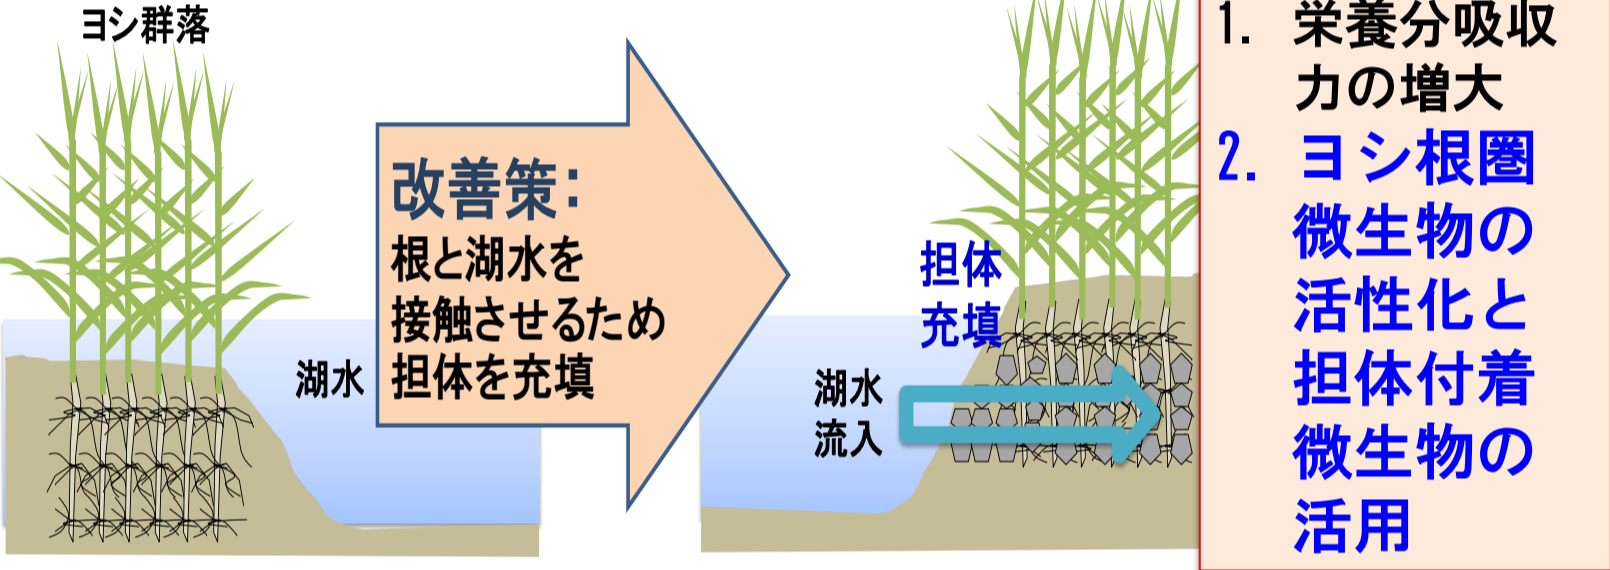 ヨシ群落
湖水
改善策：
根と湖水を
接触させるため
担体を充填
担体
充填
湖水
流入
1. 栄養分吸収
力の増大
2. ヨシ根圏
微生物の
活性化と
担体付着
微生物の
活用